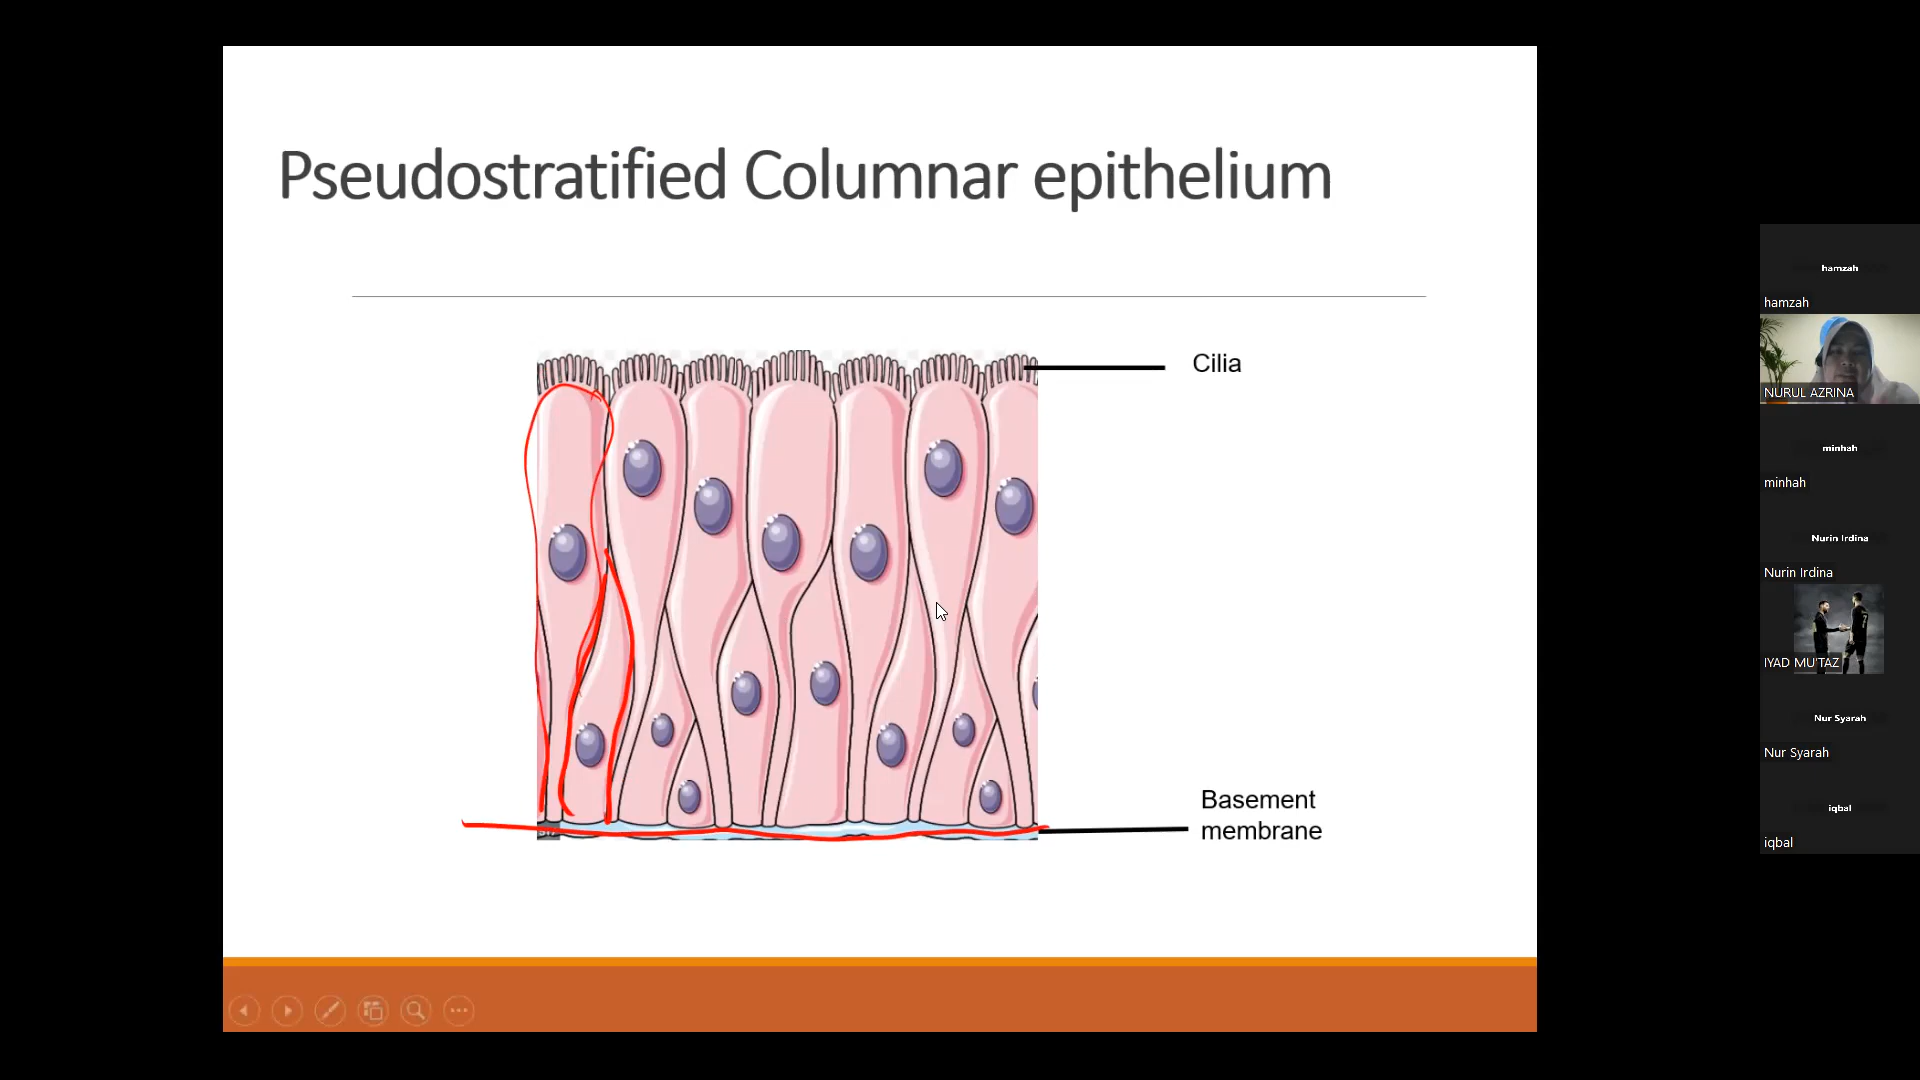 Pseudostratified Columnar epithelium
Cilia
Basement
membrane
hamzah
hamzah
NURUL AZRINA
minhah
minhah
Nurin Irdina
Nurin Irdina
IYAD MU'TAZ
Nur Syarah
Nur Syarah
iqbal
iqbal